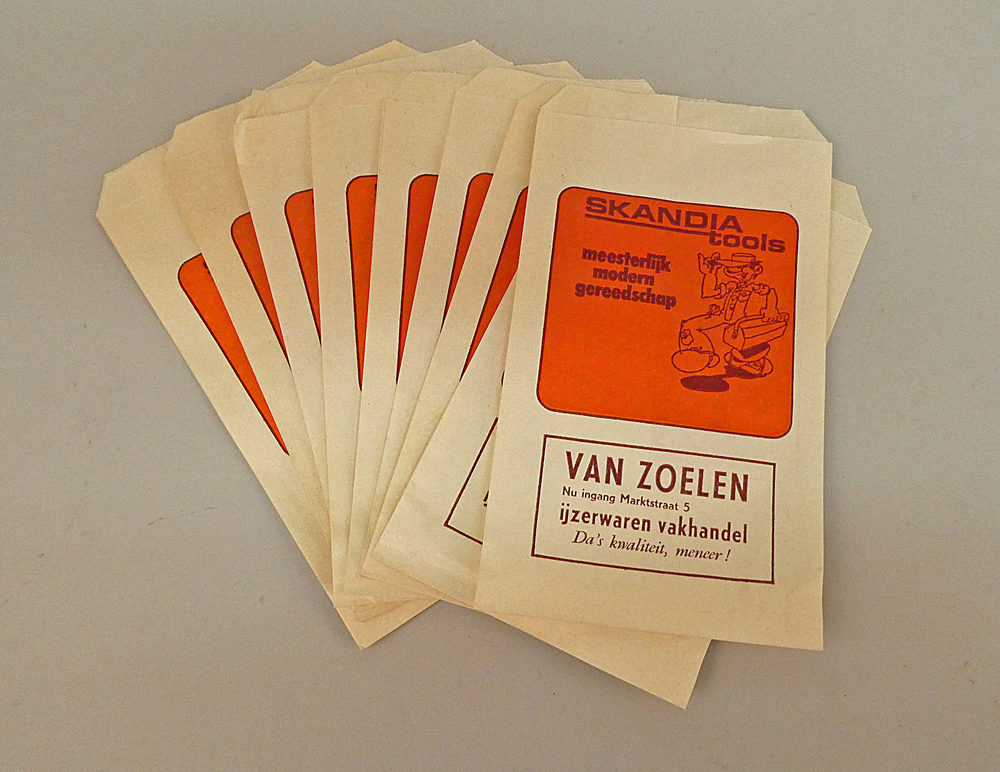 SKANDIA
tools
meesterlijk
modern
gereedschap
VAN ZOELEN
Nu ingang Marktstraat 5
ijzerwaren vakhandel
Da's kwaliteit, meneer!